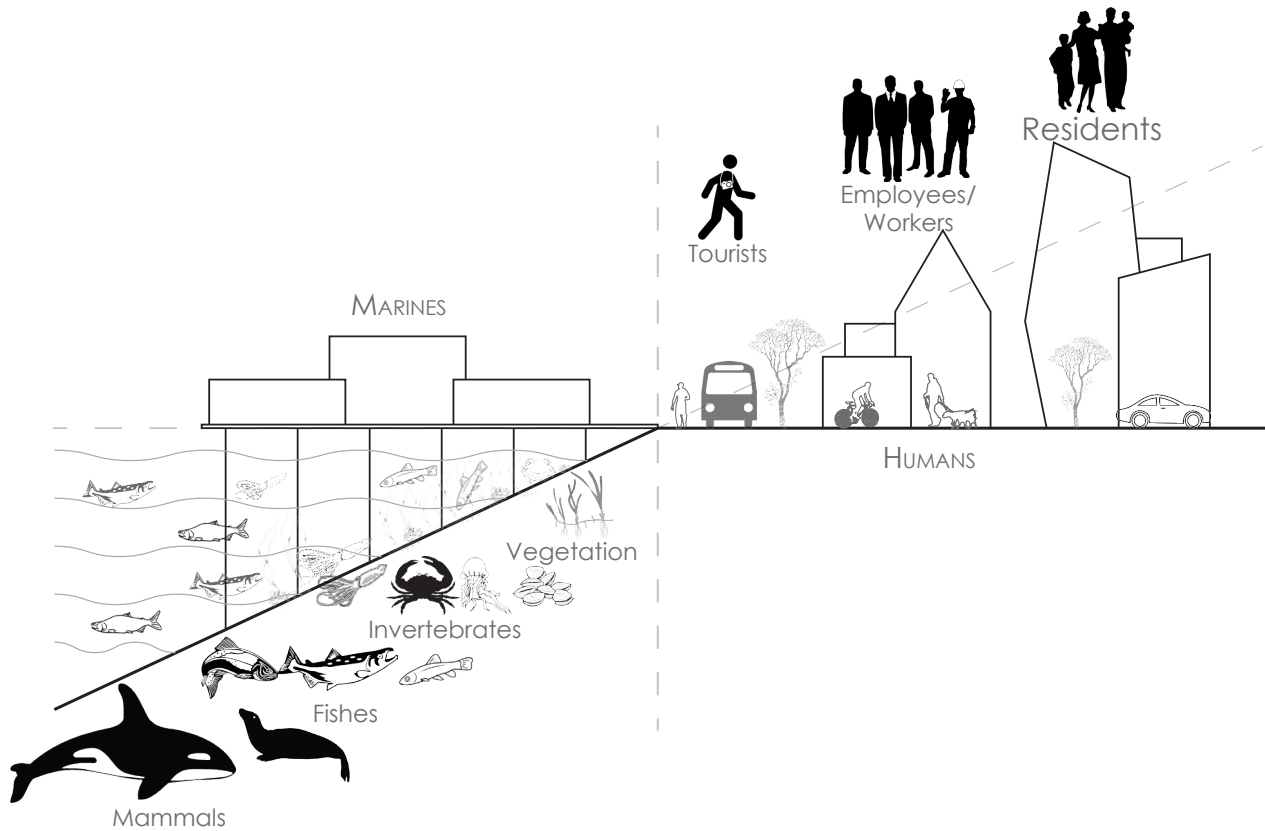 Residents
Employees/
Workers
Tourists
MARINES
HUMANS
Vegetation
Invertebrates
Fishes
Mammals